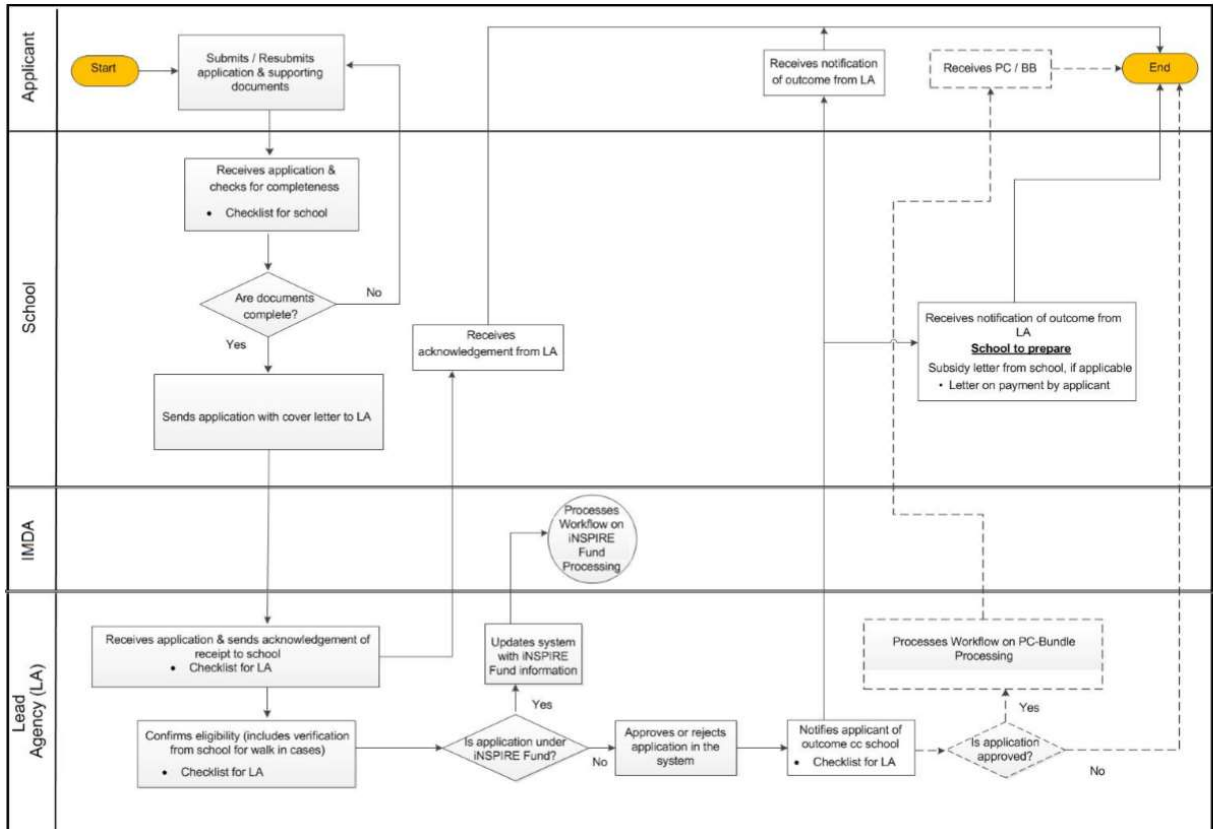 Applicant
Start
Submits / Resubmits
application & supporting
documents
Receives notification
of outcome from LA
Receives PC / BB
End
School
Receives application &
checks for completeness
• Checklist for school
Are documents
complete?
No
Yes
Sends application with cover letter to LA
Receives
acknowledgement from LA
Receives notification of outcome from
LA
School to prepare
Subsidy letter from school, if applicable
• Letter on payment by applicant
IMDA
Processes
Workflow on
iNSPIRE
Fund
Processing
Lead
Agency (LA)
Receives application & sends acknowledgement of
receipt to school
• Checklist for LA
Confirms eligibility (includes verification
from school for walk in cases)
• Checklist for LA
Updates system
with iNSPIRE
Fund information
Yes
Is application under
iNSPIRE Fund?
No
Approves or rejects
application in the
system
Notifies applicant of
outcome cc school
• Checklist for LA
Processes Workflow on PC-Bundle
Processing
Yes
Is application
approved?
No